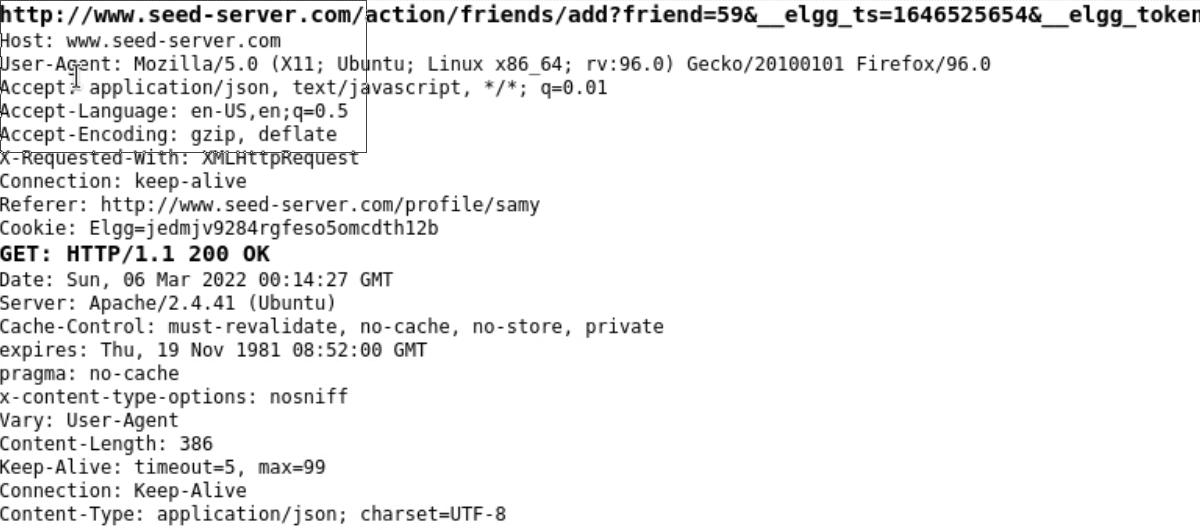 http://www.seed-server.com/action/friends/add?friend=59&__elgg_ts=1646525654&__elgg_token
Host: www.seed-server.com
User-Agent: Mozilla/5.0 (X11; Ubuntu; Linux x86_64; rv:96.0) Gecko/20100101 Firefox/96.0
Accept: application/json, text/javascript, */*; q=0.01
Accept-Language: en-US,en;q=0.5
Accept-Encoding: gzip, deflate
X-Requested-With: XMLHttpRequest
Connection: keep-alive
Referer: http://www.seed-server.com/profile/samy
Cookie: Elgg=jedmjv9284rgfeso5omcdth12b
GET: HTTP/1.1 200 OK
Date: Sun, 06 Mar 2022 00:14:27 GMT
Server: Apache/2.4.41 (Ubuntu)
Cache-Control: must-revalidate, no-cache, no-store, private
expires: Thu, 19 Nov 1981 08:52:00 GMT
pragma: no-cache
x-content-type-options: nosniff
Vary: User-Agent
Content-Length: 386
Keep-Alive: timeout=5, max=99
Connection: Keep-Alive
Content-Type: application/json; charset=UTF-8